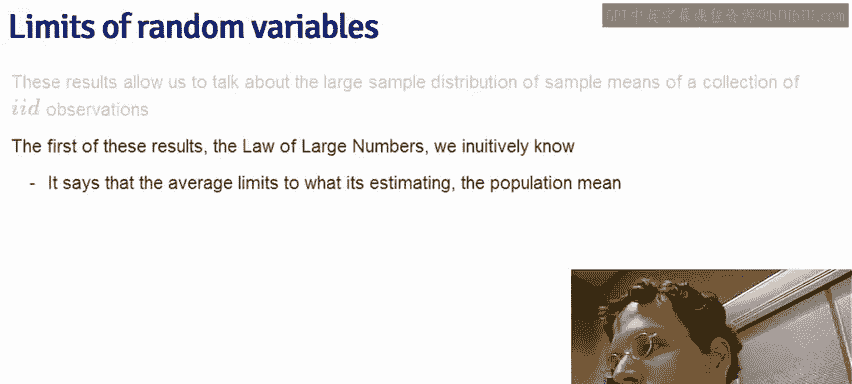 Limits of random variables
These results allow us to talk about the large sample distribution of sample means of a collection of
iid observations
The first of these results, the Law of Large Numbers, we inuitively know
- It says that the average limits to what its estimating, the population mean